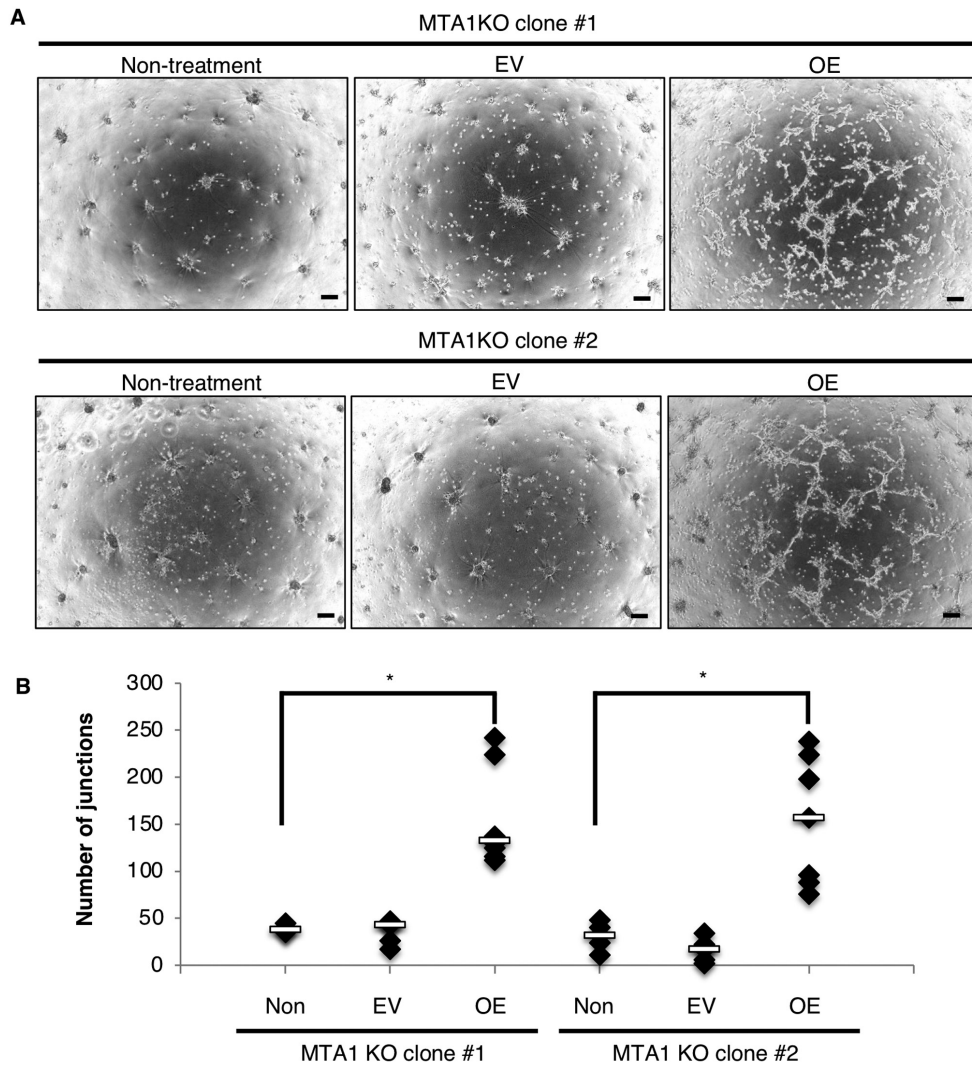 A
MTA1KO clone #1
Non-treatment EV OE
MTA1KO clone #2
Non-treatment EV OE
B
Number of junctions
300
250
200
150
100
50
0
* *
Non EV OE Non EV OE
MTA1 KO clone #1 MTA1 KO clone #2